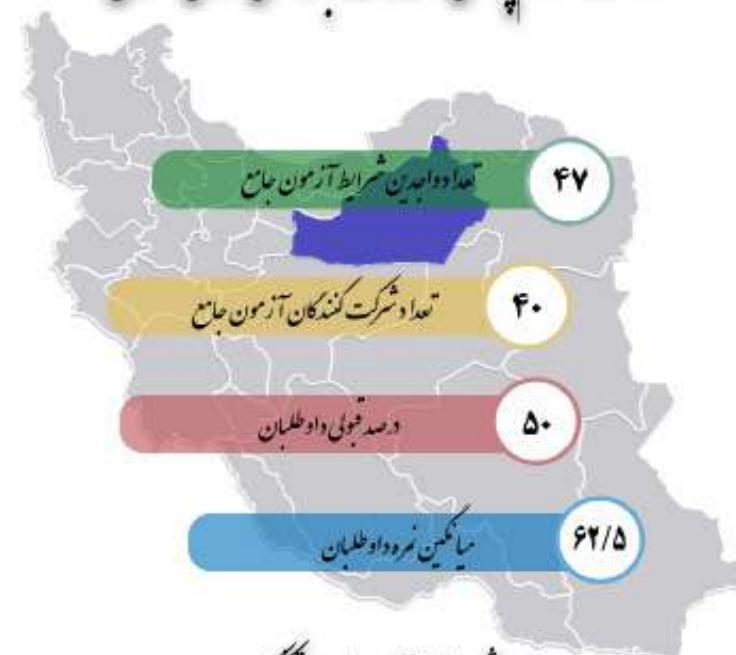 ۴۷ تعداد واجدین شرایط آزمون جامع
۴۰ تعداد شرکت کنندگان آزمون جامع
۵۰ درصد قبولی داوطلبان
۶۲/۵ میانگین نمره داوطلبان